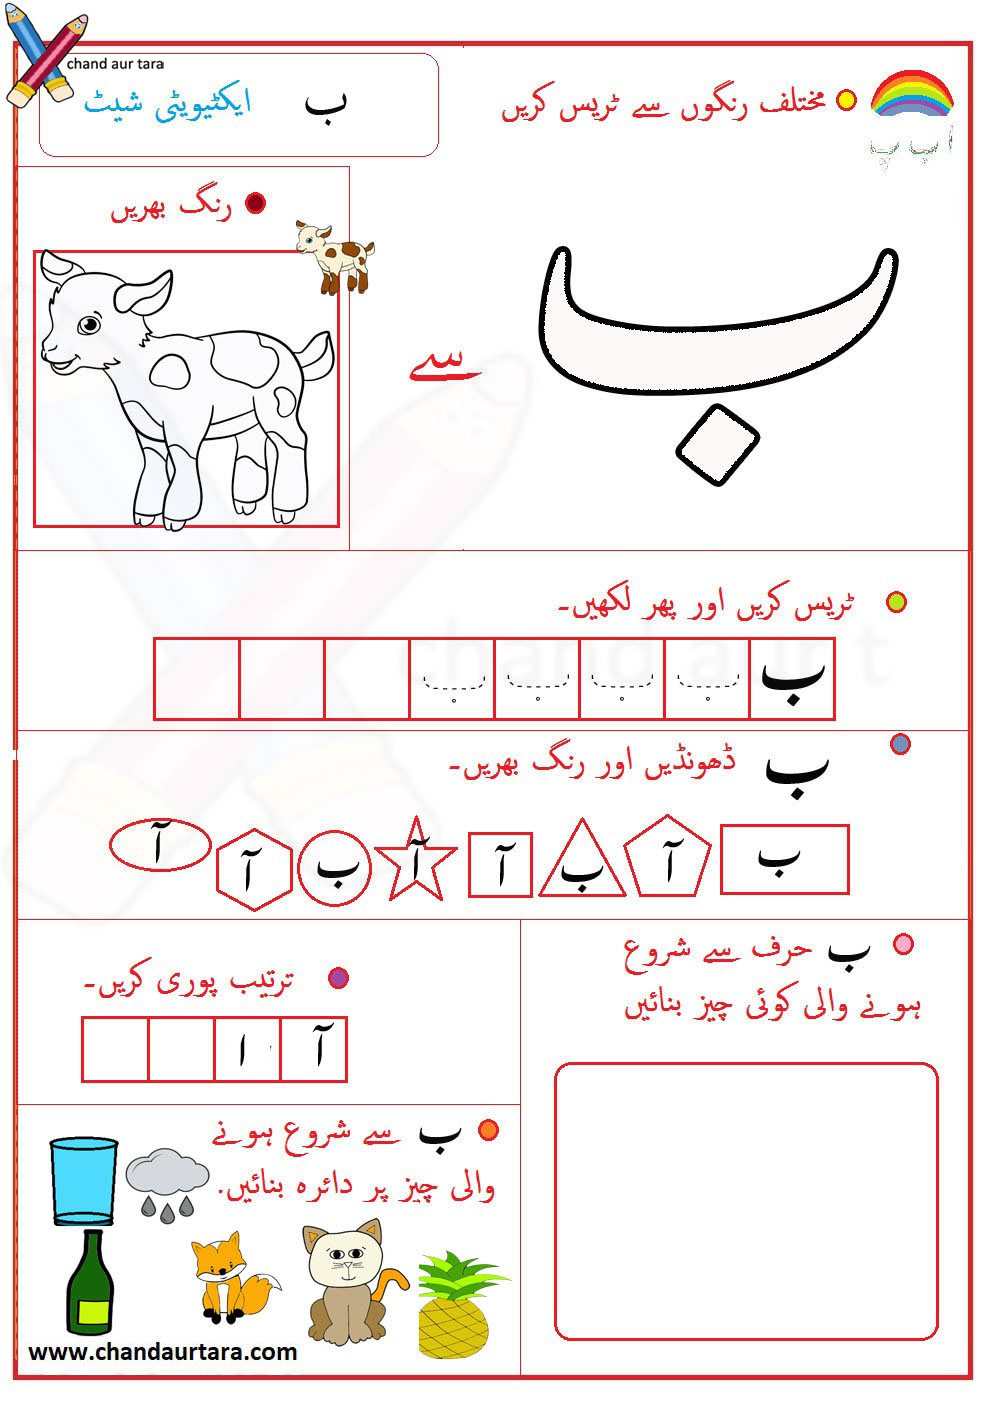 chand aur tara
ب ایکٹیویٹی شیٹ
مختلف رنگوں سے ٹریس کریں
رنگ بھریں
ب
سے
ٹریس کریں اور پھر لکھیں۔
ب ب ب ب ب
ب ڈھونڈیں اور رنگ بھریں۔
ب آ ب آ آ ب آ آ
ب حرف سے شروع
ہونے والی کوئی چیز بنائیں
ترتیب پوری کریں۔
آ ا
ب سے شروع ہونے
والی چیز پر دائرہ بنائیں.
www.chandaurtara.com